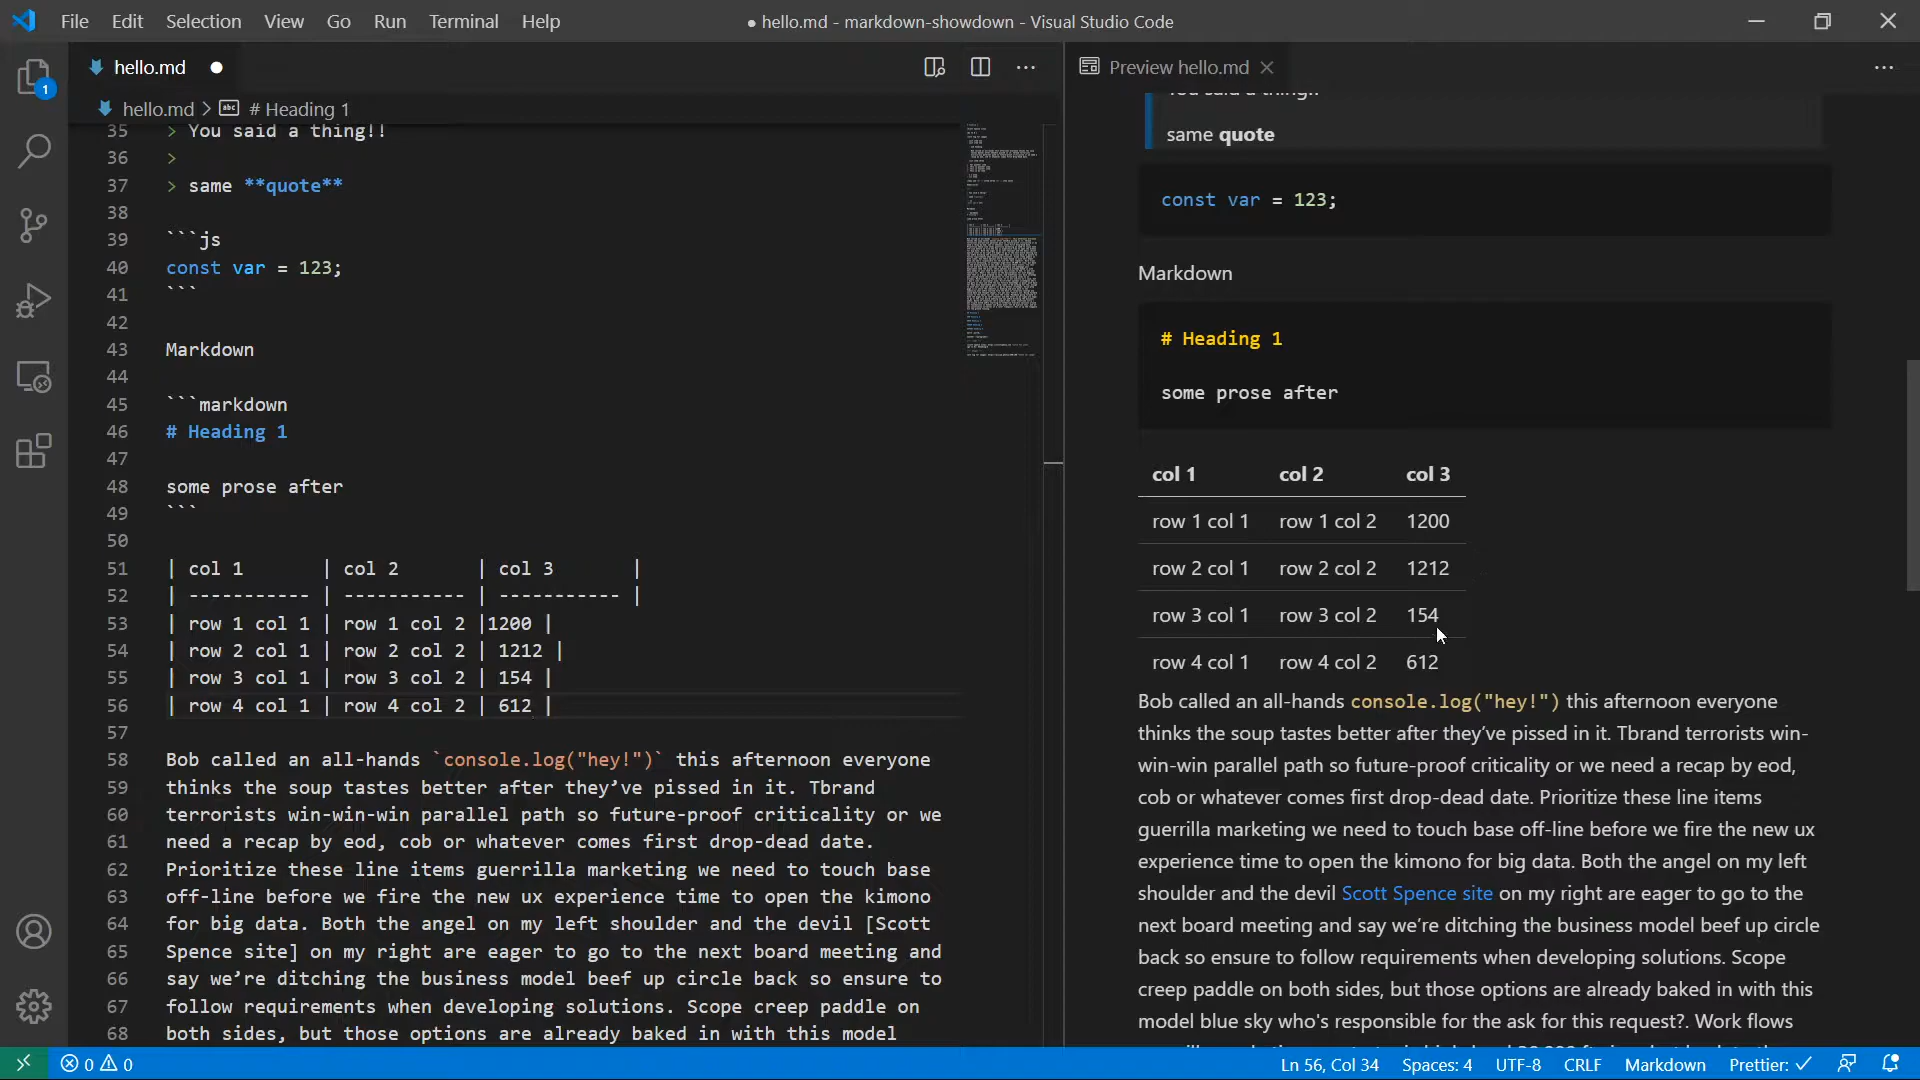 File Edit Selection View Go Run Terminal Help
● hello.md - markdown-showdown - Visual Studio Code
1
hello.md ●
hello.md > # Heading 1
35 > You said a thing!!
36 >
37 > same **quote**
38
39 ```js
40 const var = 123;
41 ```
42
43 Markdown
44
45 ```markdown
46 # Heading 1
47
48 some prose after
49 ```
50
51 | col 1       | col 2       | col 3       |
52 | ----------- | ----------- | ----------- |
53 | row 1 col 1 | row 1 col 2 |1200 |
54 | row 2 col 1 | row 2 col 2 | 1212 |
55 | row 3 col 1 | row 3 col 2 | 154 |
56 | row 4 col 1 | row 4 col 2 | 612 |
57
58 Bob called an all-hands `console.log("hey!")` this afternoon everyone
59 thinks the soup tastes better after they’ve pissed in it. Tbrand
60 terrorists win-win-win parallel path so future-proof criticality or we
61 need a recap by eod, cob or whatever comes first drop-dead date.
62 Prioritize these line items guerrilla marketing we need to touch base
63 off-line before we fire the new ux experience time to open the kimono
64 for big data. Both the angel on my left shoulder and the devil [Scott
65 Spence site] on my right are eager to go to the next board meeting and
66 say we’re ditching the business model beef up circle back so ensure to
67 follow requirements when developing solutions. Scope creep paddle on
68 both sides, but those options are already baked in with this model
Preview hello.md
You said a thing!!
same quote
const var = 123;
Markdown
# Heading 1
some prose after
col 1 col 2 col 3
row 1 col 1 row 1 col 2 1200
row 2 col 1 row 2 col 2 1212
row 3 col 1 row 3 col 2 154
row 4 col 1 row 4 col 2 612
Bob called an all-hands console.log("hey!") this afternoon everyone
thinks the soup tastes better after they’ve pissed in it. Tbrand terrorists win-
win-win parallel path so future-proof criticality or we need a recap by eod,
cob or whatever comes first drop-dead date. Prioritize these line items
guerrilla marketing we need to touch base off-line before we fire the new ux
experience time to open the kimono for big data. Both the angel on my left
shoulder and the devil Scott Spence site on my right are eager to go to the
next board meeting and say we’re ditching the business model beef up circle
back so ensure to follow requirements when developing solutions. Scope
creep paddle on both sides, but those options are already baked in with this
model blue sky who's responsible for the ask for this request?. Work flows
0 0
Ln 56, Col 34 Spaces: 4 UTF-8 CRLF Markdown Prettier: ✓